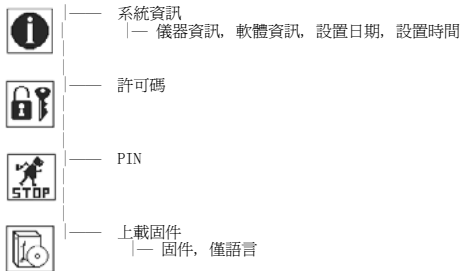 系統資訊
儀器資訊, 軟體資訊, 設置日期, 設置時間
許可碼
PIN
STOP
上載固件
固件, 僅語言